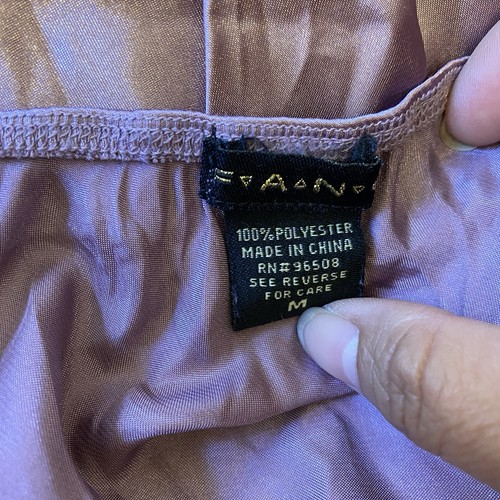 F▽A△N
100%POLYESTER
MADE IN CHINA
RN#96508
SEE REVERSE
FOR CARE
M